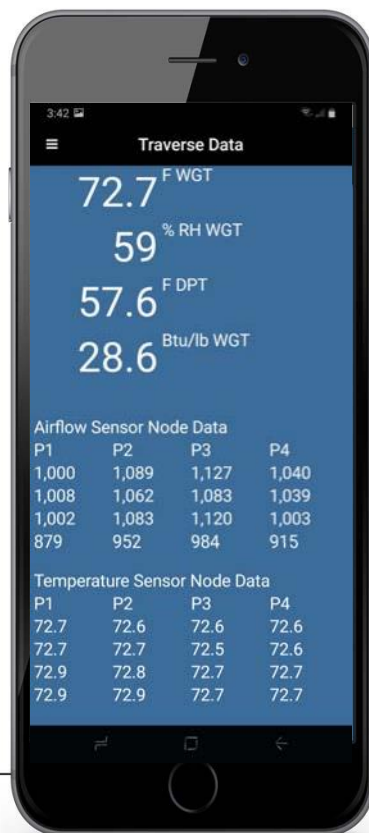 3:42
Traverse Data
72.7 F WGT
59 % RH WGT
57.6 F DPT
28.6 Btu/lb WGT
Airflow Sensor Node Data
P1 P2 P3 P4
1,000 1,089 1,127 1,040
1,008 1,062 1,083 1,039
1,002 1,083 1,120 1,003
879 952 984 915
Temperature Sensor Node Data
P1 P2 P3 P4
72.7 72.6 72.6 72.6
72.7 72.7 72.5 72.6
72.9 72.8 72.7 72.7
72.9 72.9 72.7 72.7